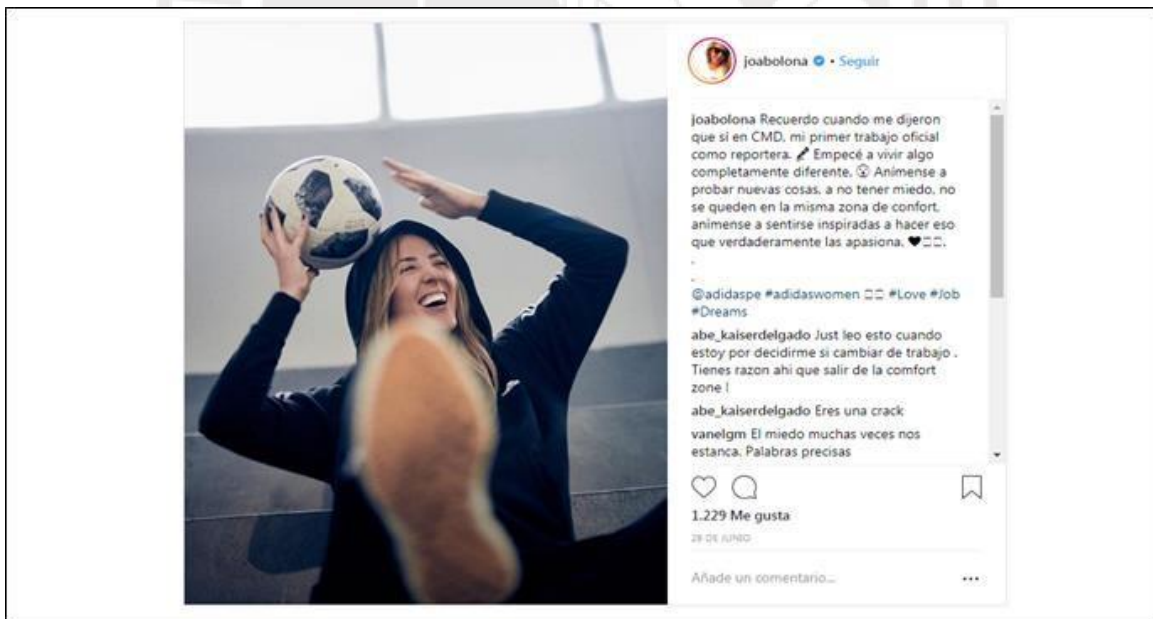 joabolona • Seguir
joabolona Recuerdo cuando me dijeron
que sí en CMD, mi primer trabajo oficial
como reportera. Empecé a vivir algo
completamente diferente. Anímense a
probar nuevas cosas, a no tener miedo, no
se queden en la misma zona de confort,
anímense a sentirse inspiradas a hacer eso
que verdaderamente las apasiona. ♥□□.
.
.
@adidaspe #adidaswomen □□ #Love #Job
#Dreams
abe_kaiserdelgado Just leo esto cuando
estoy por decidirme si cambiar de trabajo .
Tienes razon ahi que salir de la comfort
zone !
abe_kaiserdelgado Eres una crack
vanelgm El miedo muchas veces nos
estanca. Palabras precisas
1.229 Me gusta
28 DE JUNIO
Añade un comentario...